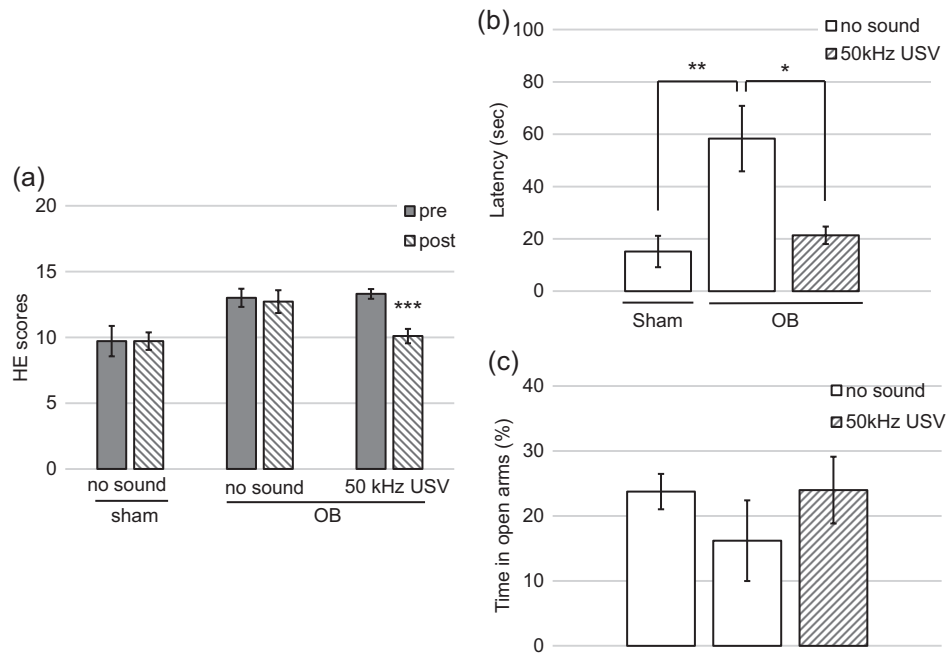 (a)
20
15
10
5
0
HE scores
pre
post
***
no sound
no sound
50 kHz USV
sham
OB
(b)
100
80
60
40
20
0
Latency (sec)
no sound
50kHz USV
**
*
Sham
OB
(c)
40
30
20
10
0
Time in open arms (%)
no sound
50kHz USV